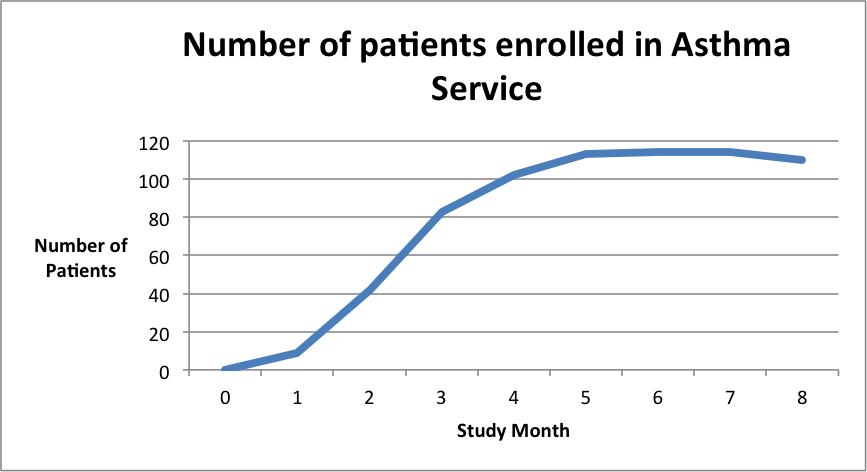 Number of patients enrolled in Asthma
Service
120
100
80
60
40
20
0
Number of
Patients
0 1 2 3 4 5 6 7 8
Study Month